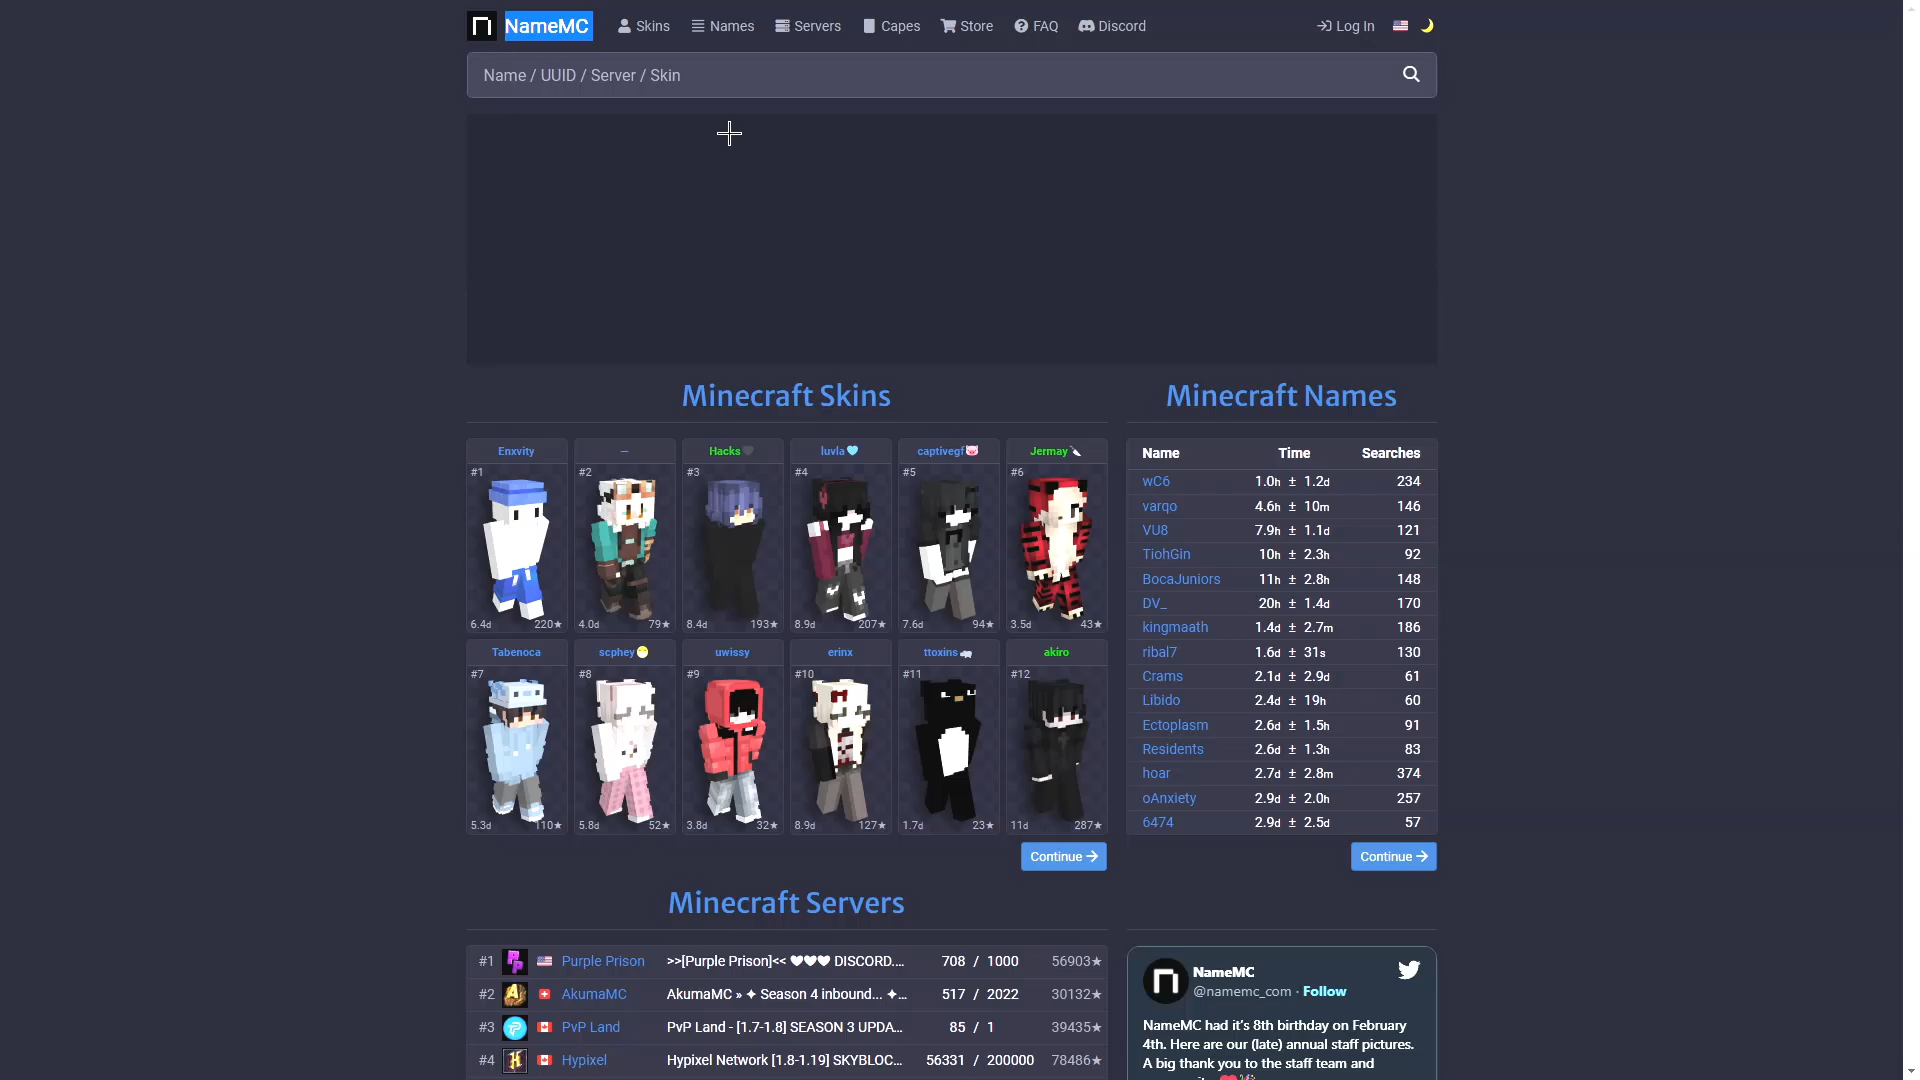 NameMC Skins Names Servers Capes Store FAQ Discord Log In
Name / UUID / Server / Skin
Minecraft Skins
Enxvity — Hacks🖤 luvla🩵 captivegf🐷 Jermay🔪
#1 #2 #3 #4 #5 #6
6.4d 220★ 4.0d 79★ 8.4d 193★ 8.9d 207★ 7.6d 94★ 3.5d 43★
Tabenoca scphey uwissy erinx ttoxins akiro
#7 #8 #9 #10 #11 #12
5.3d 110★ 5.8d 52★ 3.8d 32★ 8.9d 127★ 1.7d 23★ 11d 287★
Continue →
Minecraft Names
Name Time Searches
wC6 1.0h ± 1.2d 234
varqo 4.6h ± 10m 146
VU8 7.9h ± 1.1d 121
TiohGin 10h ± 2.3h 92
BocaJuniors 11h ± 2.8h 148
DV_ 20h ± 1.4d 170
kingmaath 1.4d ± 2.7m 186
ribal7 1.6d ± 31s 130
Crams 2.1d ± 2.9d 61
Libido 2.4d ± 19h 60
Ectoplasm 2.6d ± 1.5h 91
Residents 2.6d ± 1.3h 83
hoar 2.7d ± 2.8m 374
oAnxiety 2.9d ± 2.0h 257
6474 2.9d ± 2.5d 57
Continue →
Minecraft Servers
#1 Purple Prison >>[Purple Prison]<< ♥♥♥ DISCORD.... 708 / 1000 56903★
#2 AkumaMC AkumaMC » ✦ Season 4 inbound... ✦... 517 / 2022 30132★
#3 PvP Land PvP Land - [1.7-1.8] SEASON 3 UPDA... 85 / 1 39435★
#4 Hypixel Hypixel Network [1.8-1.19] SKYBLOC... 56331 / 200000 78486★
NameMC
@namemc_com · Follow
NameMC had it's 8th birthday on February
4th. Here are our (late) annual staff pictures.
A big thank you to the staff team and